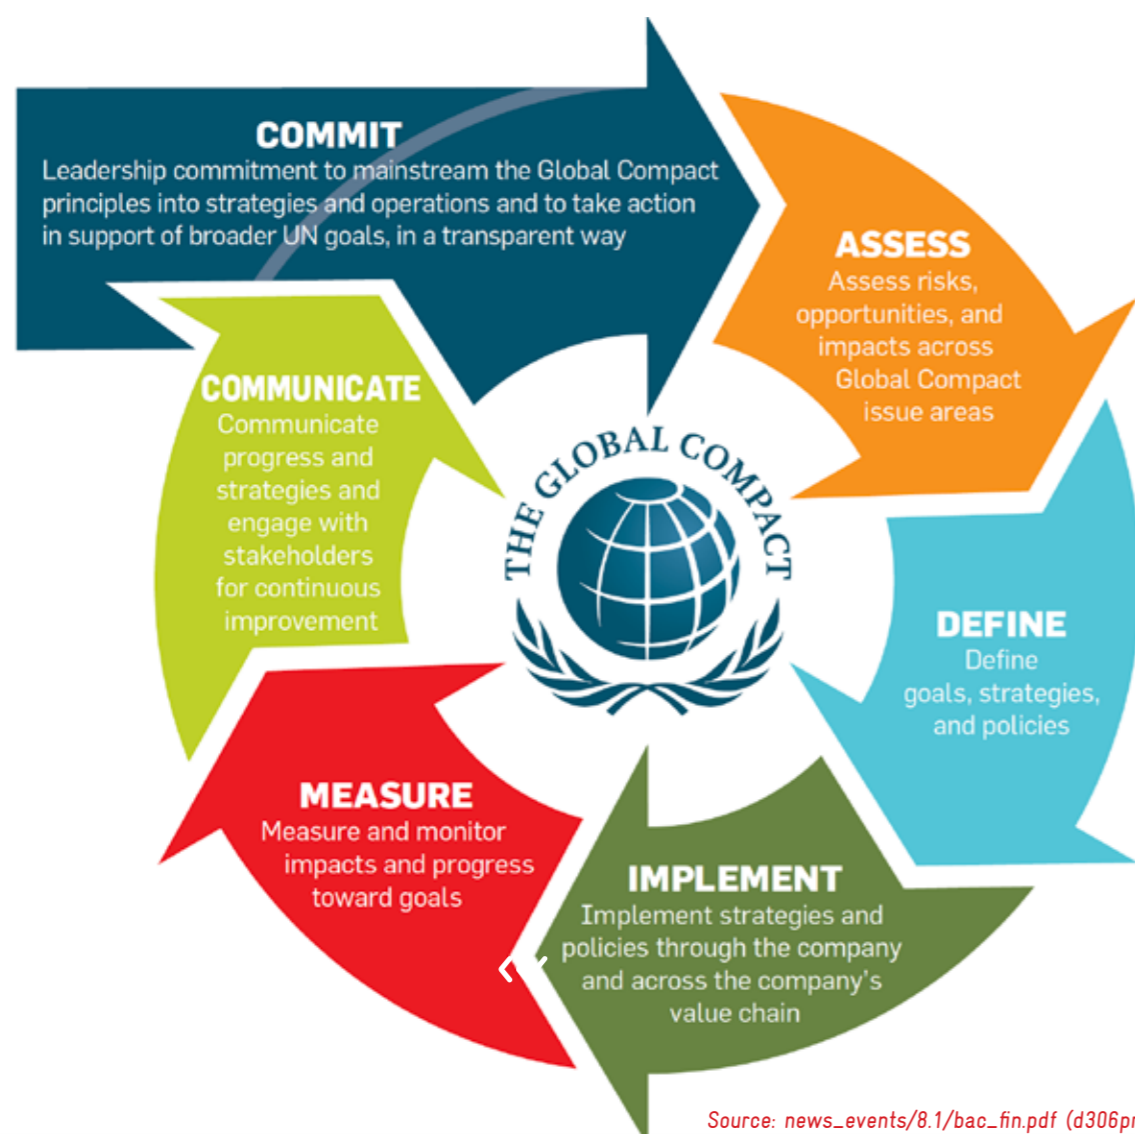 COMMIT
Leadership commitment to mainstream the Global Compact
principles into strategies and operations and to take action
in support of broader UN goals, in a transparent way
ASSESS
Assess risks,
opportunities, and
impacts across
Global Compact
issue areas
DEFINE
Define
goals, strategies,
and policies
IMPLEMENT
Implement strategies and
policies through the company
and across the company's
value chain
MEASURE
Measure and monitor
impacts and progress
toward goals
COMMUNICATE
Communicate
progress and
strategies and
engage with
stakeholders
for continuous
improvement
THE GLOBAL COMPACT
Source: news_events/8.1/bac_fin.pdf (d306pr